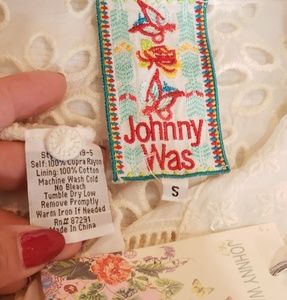 Johnny
Was
S
Self: 100% Cupra Rayon
Lining: 100% Cotton
Machine Wash Cold
No Bleach
Tumble Dry Low
Remove Promptly
Warm Iron If Needed
Rn# 87291
Made In China
JOHNNY W